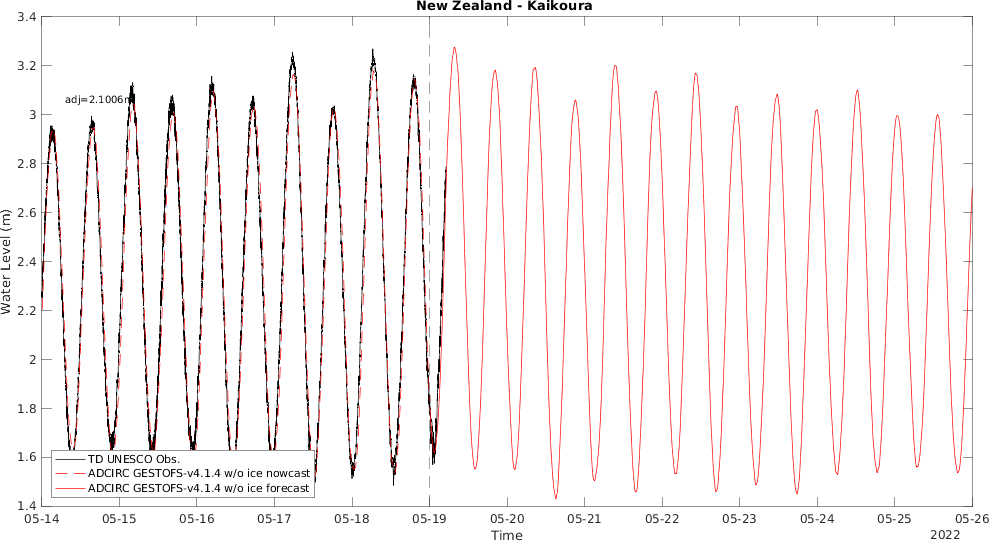 New Zealand - Kaikoura
3.4
3.2
3
2.8
2.6
2.4
2.2
2
1.8
1.6
1.4
Water Level (m)
adj=2.1006m
TD UNESCO Obs.
ADCIRC GESTOFS-v4.1.4 w/o ice nowcast
ADCIRC GESTOFS-v4.1.4 w/o ice forecast
05-14 05-15 05-16 05-17 05-18 05-19 05-20 05-21 05-22 05-23 05-24 05-25 05-26
Time
2022